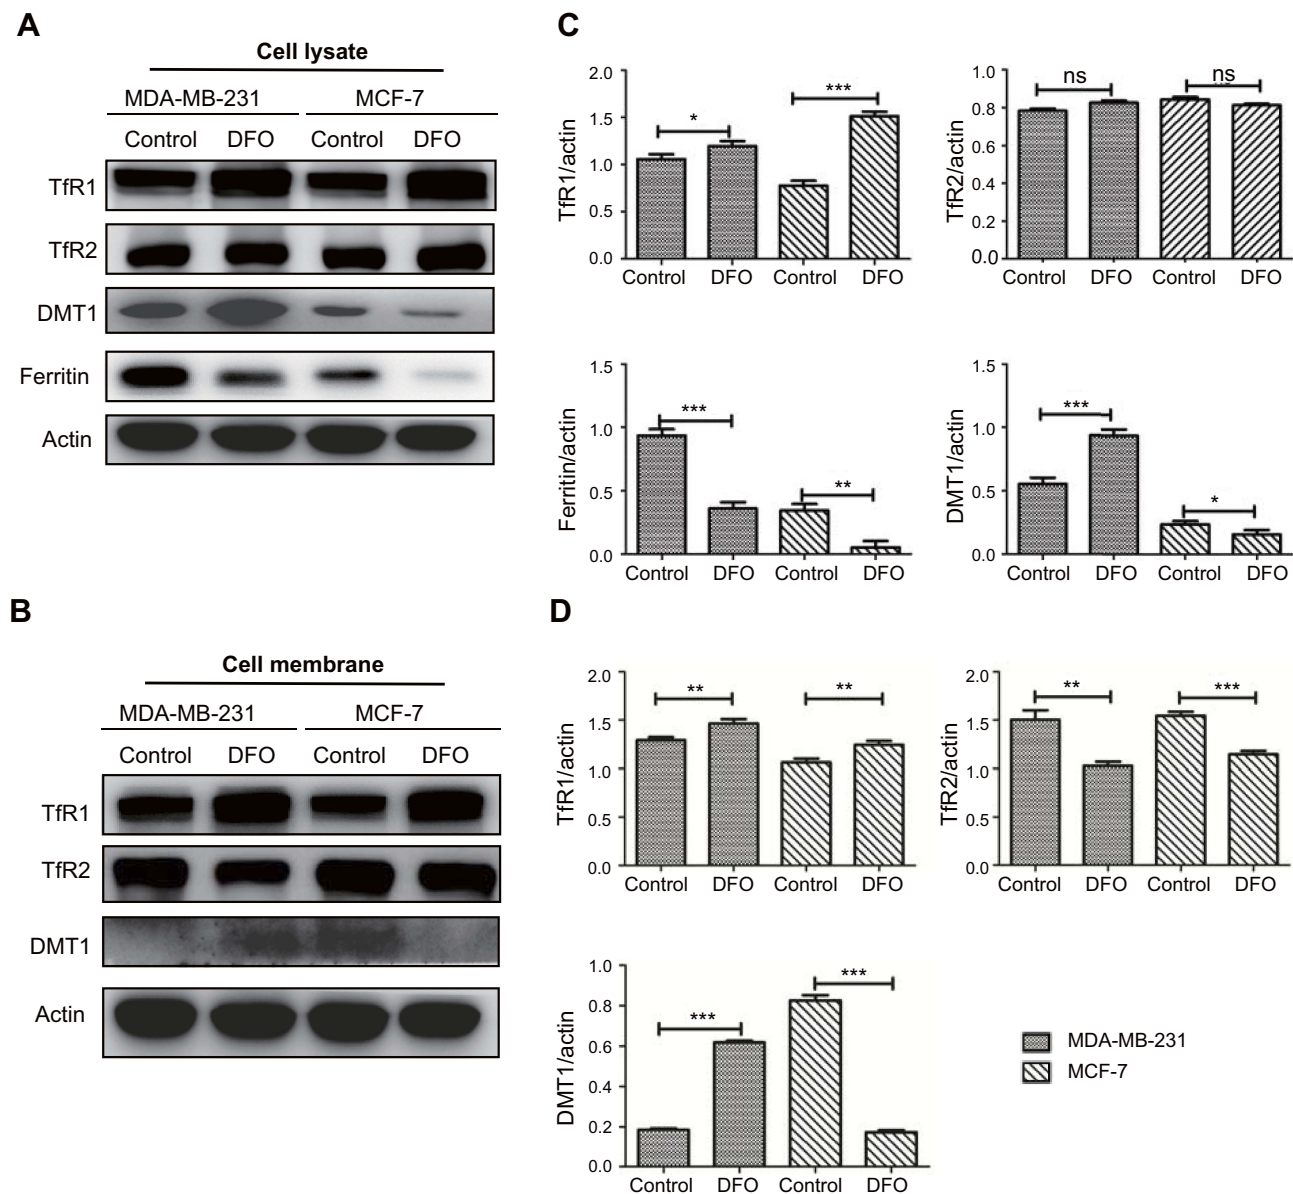 A
Cell lysate
MDA-MB-231 MCF-7
Control DFO Control DFO
TfR1
TfR2
DMT1
Ferritin
Actin
B
Cell membrane
MDA-MB-231 MCF-7
Control DFO Control DFO
TfR1
TfR2
DMT1
Actin
C
TfR1/actin
2.0
1.5
1.0
0.5
0.0
* ***
Control DFO Control DFO
TfR2/actin
1.0
0.8
0.6
0.4
0.2
0.0
ns ns
Control DFO Control DFO
Ferritin/actin
1.5
1.0
0.5
0.0
*** **
Control DFO Control DFO
DMT1/actin
1.5
1.0
0.5
0.0
*** *
Control DFO Control DFO
D
TfR1/actin
2.0
1.5
1.0
0.5
0.0
** **
Control DFO Control DFO
TfR2/actin
2.0
1.5
1.0
0.5
0.0
** ***
Control DFO Control DFO
DMT1/actin
1.0
0.8
0.6
0.4
0.2
0.0
*** ***
Control DFO Control DFO
MDA-MB-231
MCF-7